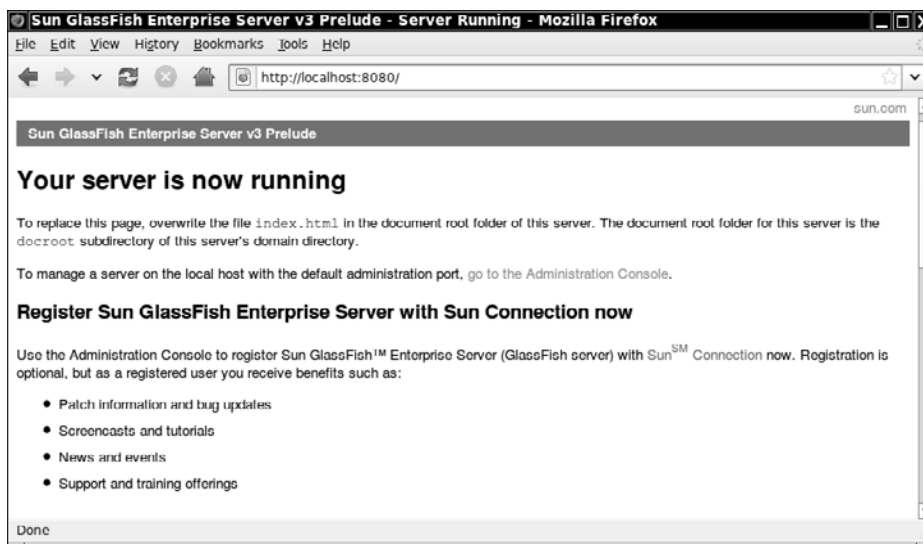 Sun GlassFish Enterprise Server v3 Prelude - Server Running - Mozilla Firefox
File Edit View History Bookmarks Tools Help
http://localhost:8080/
sun.com
Sun GlassFish Enterprise Server v3 Prelude
Your server is now running
To replace this page, overwrite the file index.html in the document root folder of this server. The document root folder for this server is the
docroot subdirectory of this server's domain directory.
To manage a server on the local host with the default administration port, go to the Administration Console.
Register Sun GlassFish Enterprise Server with Sun Connection now
Use the Administration Console to register Sun GlassFish™ Enterprise Server (GlassFish server) with Sun℠ Connection now. Registration is
optional, but as a registered user you receive benefits such as:
• Patch information and bug updates
• Screencasts and tutorials
• News and events
• Support and training offerings
Done